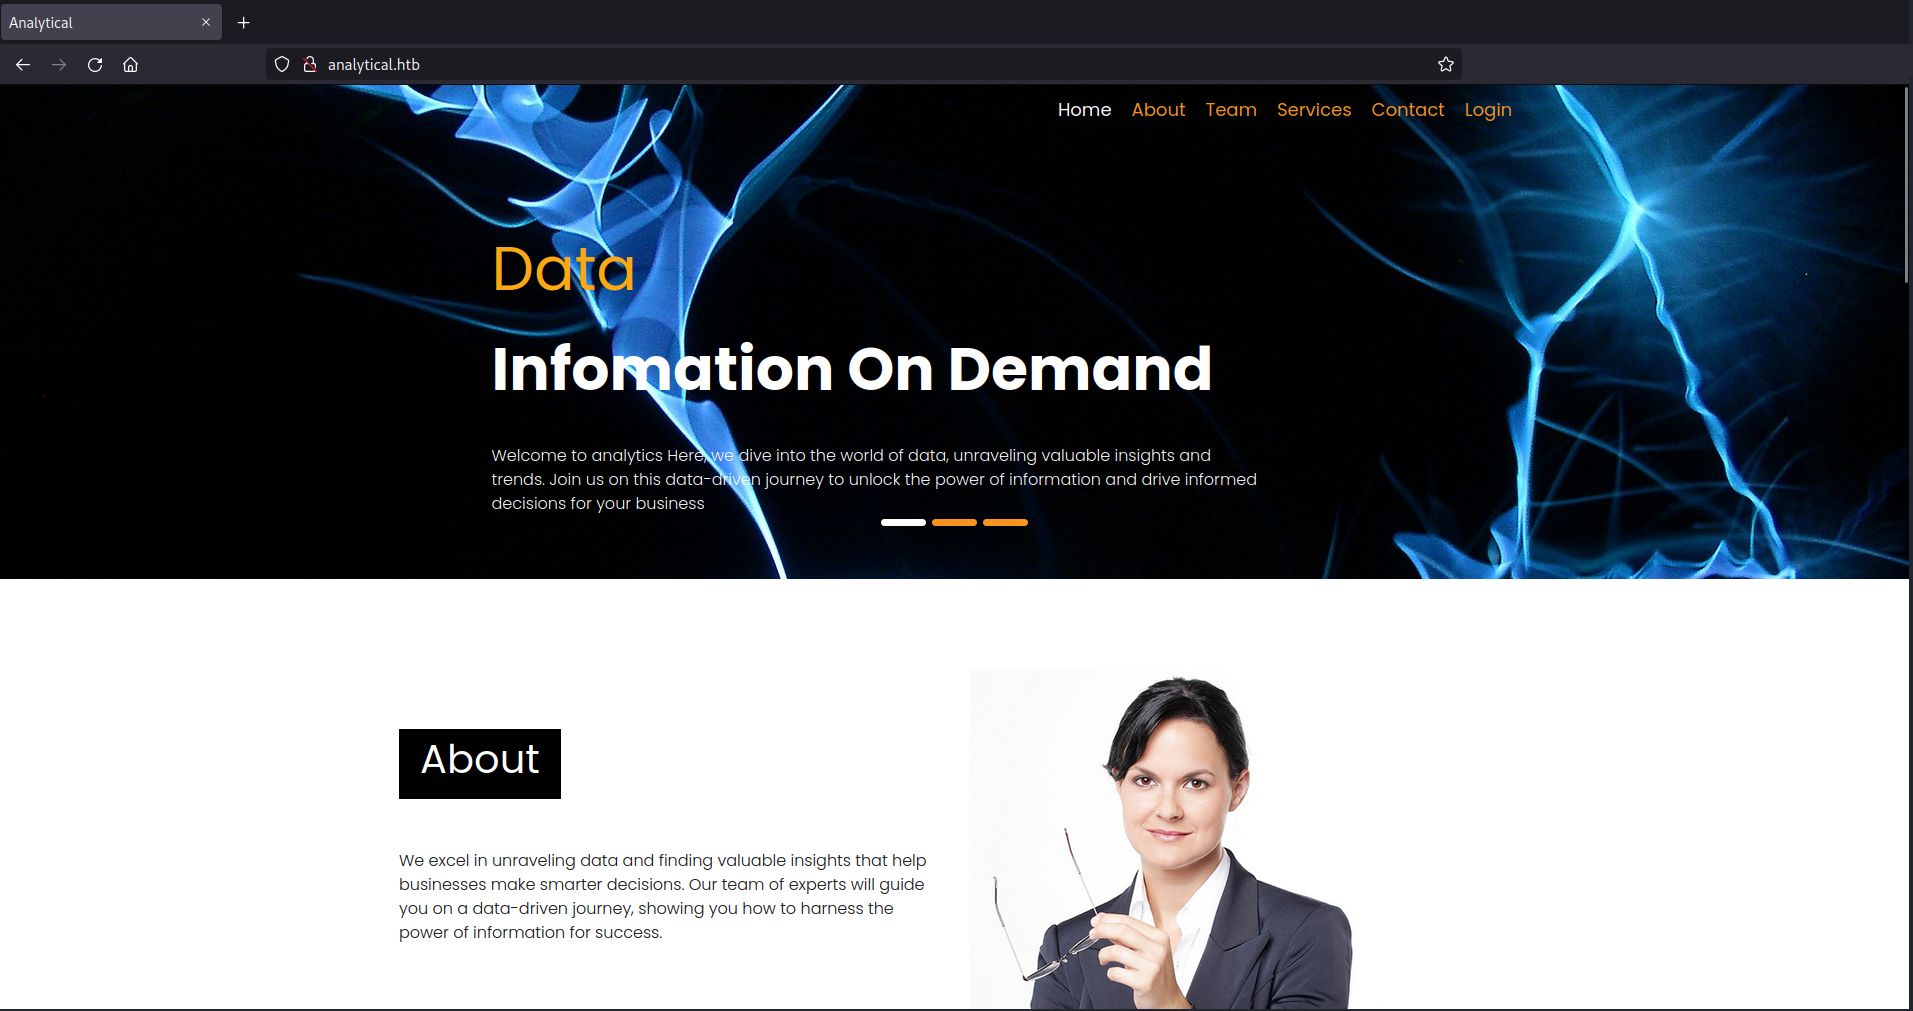 Analytical
analytical.htb
Home About Team Services Contact Login
Data
Infomation On Demand
Welcome to analytics Here, we dive into the world of data, unraveling valuable insights and
trends. Join us on this data-driven journey to unlock the power of information and drive informed
decisions for your business
About
We excel in unraveling data and finding valuable insights that help
businesses make smarter decisions. Our team of experts will guide
you on a data-driven journey, showing you how to harness the
power of information for success.